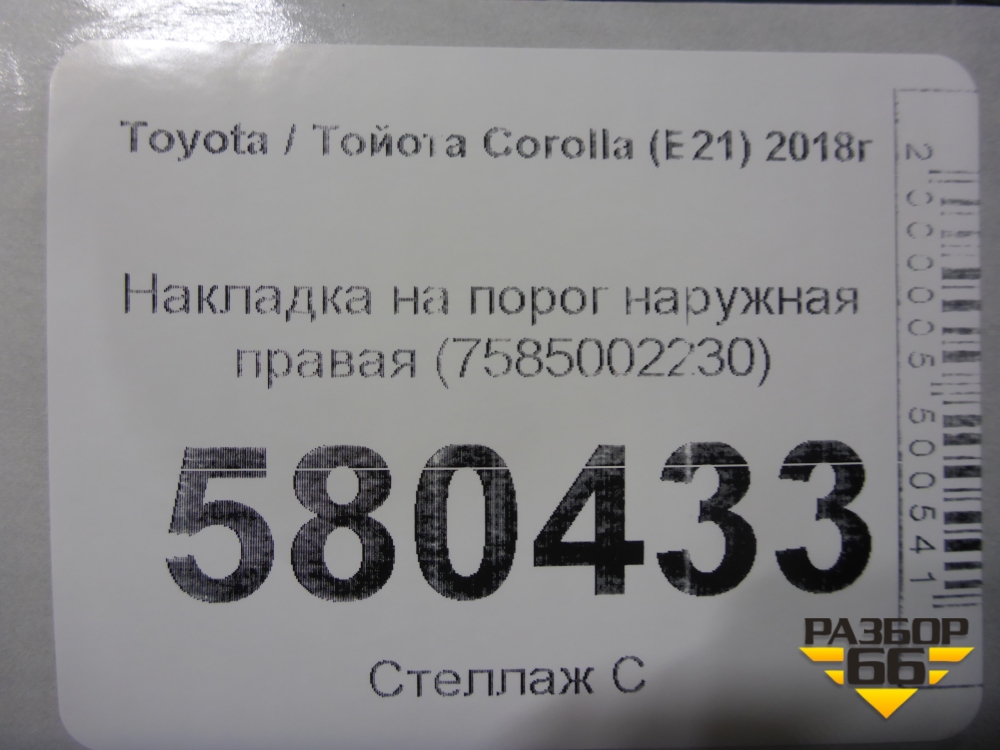 Toyota / Тойота Corolla (E21) 2018г
Накладка на порог наружная
правая (7585002230)
580433
Стеллаж С
2000005500541
РАЗБОР
66